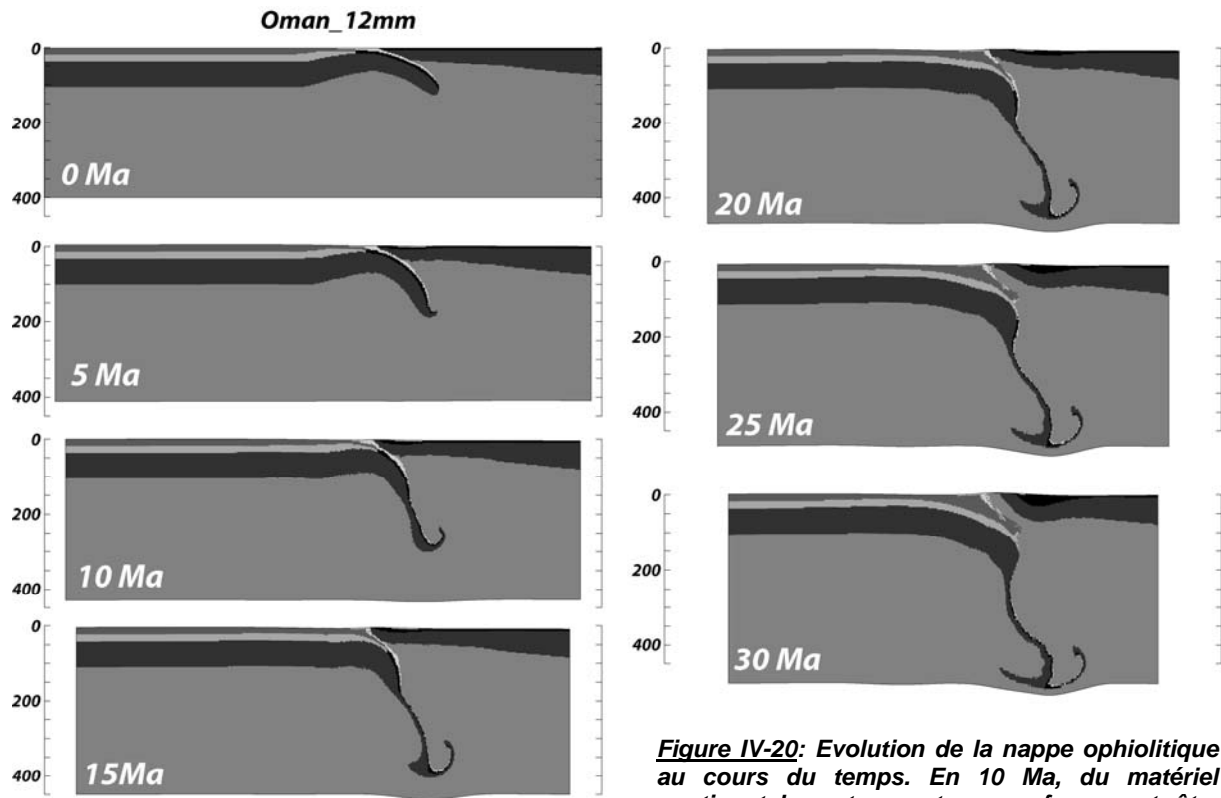 Oman_12mm
0
200
400
0 Ma
0
200
400
5 Ma
0
200
400
10 Ma
0
200
400
15Ma
0
200
400
20 Ma
0
200
400
25 Ma
0
200
400
30 Ma
Figure IV-20: Evolution de la nappe ophiolitique
au cours du temps. En 10 Ma, du matériel